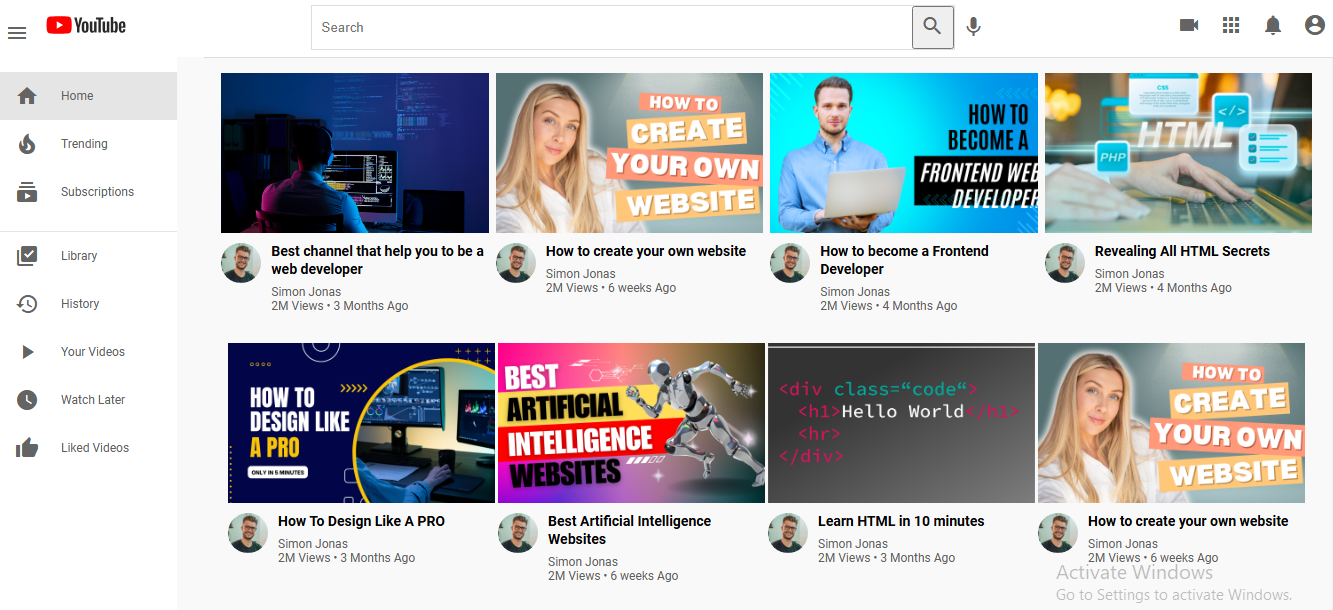 YouTube
Search
Home
Trending
Subscriptions
Library
History
Your Videos
Watch Later
Liked Videos
HOW TO
CREATE
YOUR OWN
WEBSITE
HOW TO
BECOME A
FRONTEND WEB
DEVELOPER
CSS
</>
HTML
PHP
Best channel that help you to be a
web developer
Simon Jonas
2M Views • 3 Months Ago
How to create your own website
Simon Jonas
2M Views • 6 weeks Ago
How to become a Frontend
Developer
Simon Jonas
2M Views • 4 Months Ago
Revealing All HTML Secrets
Simon Jonas
2M Views • 4 Months Ago
HOW TO
DESIGN LIKE
A PRO
ONLY IN 5 MINUTES
BEST
ARTIFICIAL
INTELLIGENCE
WEBSITES
<div class=“code“>
<h1>Hello World</h1>
<hr>
</div>
HOW TO
CREATE
YOUR OWN
WEBSITE
How To Design Like A PRO
Simon Jonas
2M Views • 3 Months Ago
Best Artificial Intelligence
Websites
Simon Jonas
2M Views • 6 weeks Ago
Learn HTML in 10 minutes
Simon Jonas
2M Views • 3 Months Ago
How to create your own website
Simon Jonas
2M Views • 6 weeks Ago
Activate Windows
Go to Settings to activate Windows.